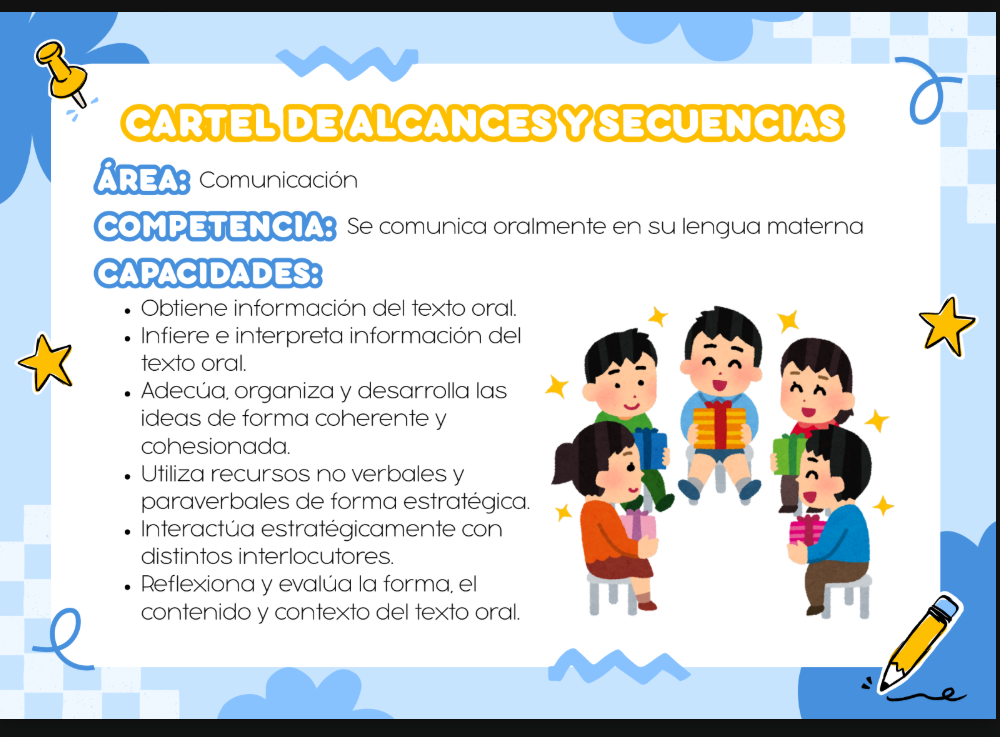 CARTEL DE ALCANCES Y SECUENCIAS
ÁREA: Comunicación
COMPETENCIA: Se comunica oralmente en su lengua materna
CAPACIDADES:
• Obtiene información del texto oral.
• Infiere e interpreta información del
texto oral.
• Adecúa, organiza y desarrolla las
ideas de forma coherente y
cohesionada.
• Utiliza recursos no verbales y
paraverbales de forma estratégica.
• Interactúa estratégicamente con
distintos interlocutores.
• Reflexiona y evalúa la forma, el
contenido y contexto del texto oral.